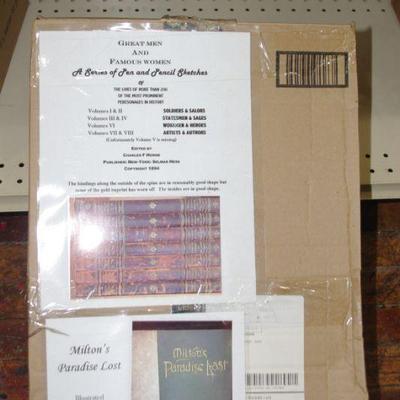 GREAT MEN
AND
FAMOUS WOMEN
A Series of Pen and Pencil Sketches
OF
THE LIVES OF MORE THAN 200
OF THE MOST PROMINENT
PERSONAGES IN HISTORY
Volumes I & II SOLDIERS & SAILORS
Volumes III & IV STATESMEN & SAGES
Volumes VI & HEROES
Volumes VII & VIII ARTISTS & AUTHORS
(Unfortunately Volume V is missing)
EDITED BY
CHARLES F HORNE
PUBLISHER: NEW-YORK: SELMAR HESS
COPYRIGHT 1894
The bindings along the outside of the spine are in reasonably good shape but
some of the gold imprint has worn off. The insides are in good shape.
Milton's
Paradise Lost
Illustrated
Milton's
Paradise Lost